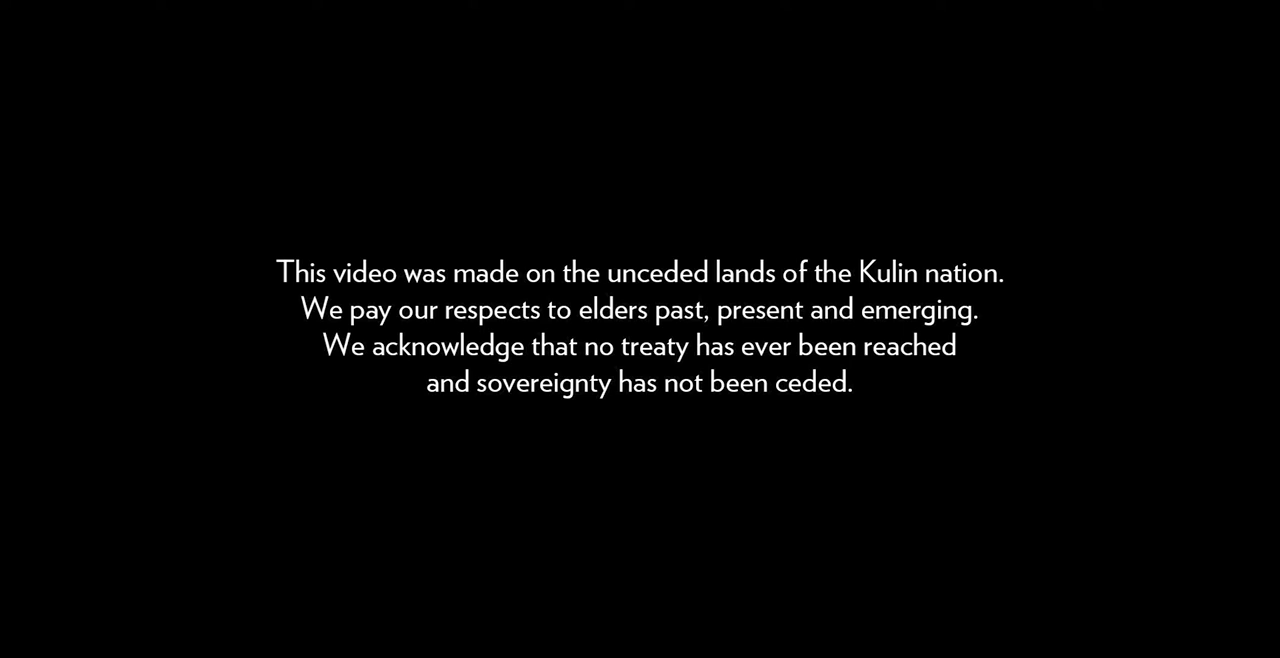 This video was made on the unceded lands of the Kulin nation.
We pay our respects to elders past, present and emerging.
We acknowledge that no treaty has ever been reached
and sovereignty has not been ceded.